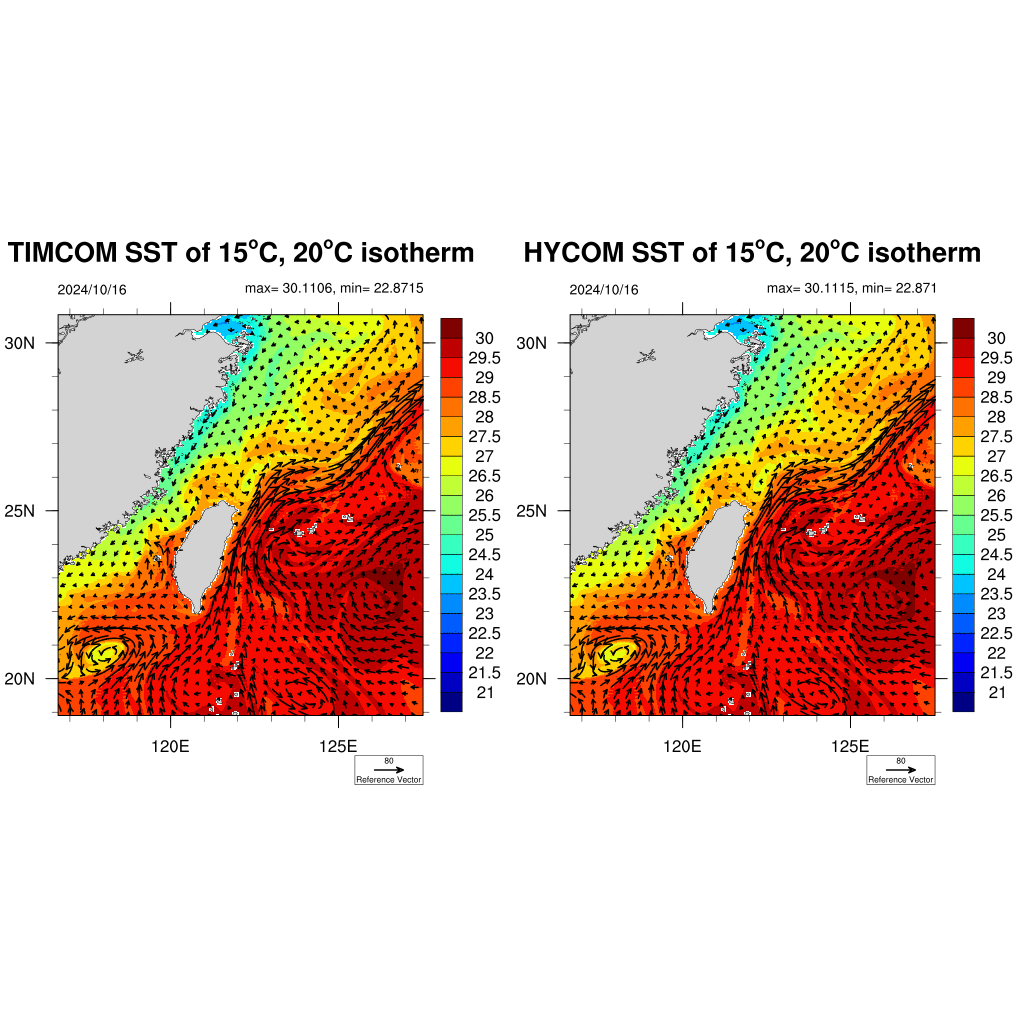 TIMCOM SST of 15°C, 20°C isotherm
2024/10/16
max= 30.1106, min= 22.8715
30N
25N
20N
120E
125E
30
29.5
29
28.5
28
27.5
27
26.5
26
25.5
25
24.5
24
23.5
23
22.5
22
21.5
21
80
Reference Vector
HYCOM SST of 15°C, 20°C isotherm
2024/10/16
max= 30.1115, min= 22.871
30N
25N
20N
120E
125E
30
29.5
29
28.5
28
27.5
27
26.5
26
25.5
25
24.5
24
23.5
23
22.5
22
21.5
21
80
Reference Vector